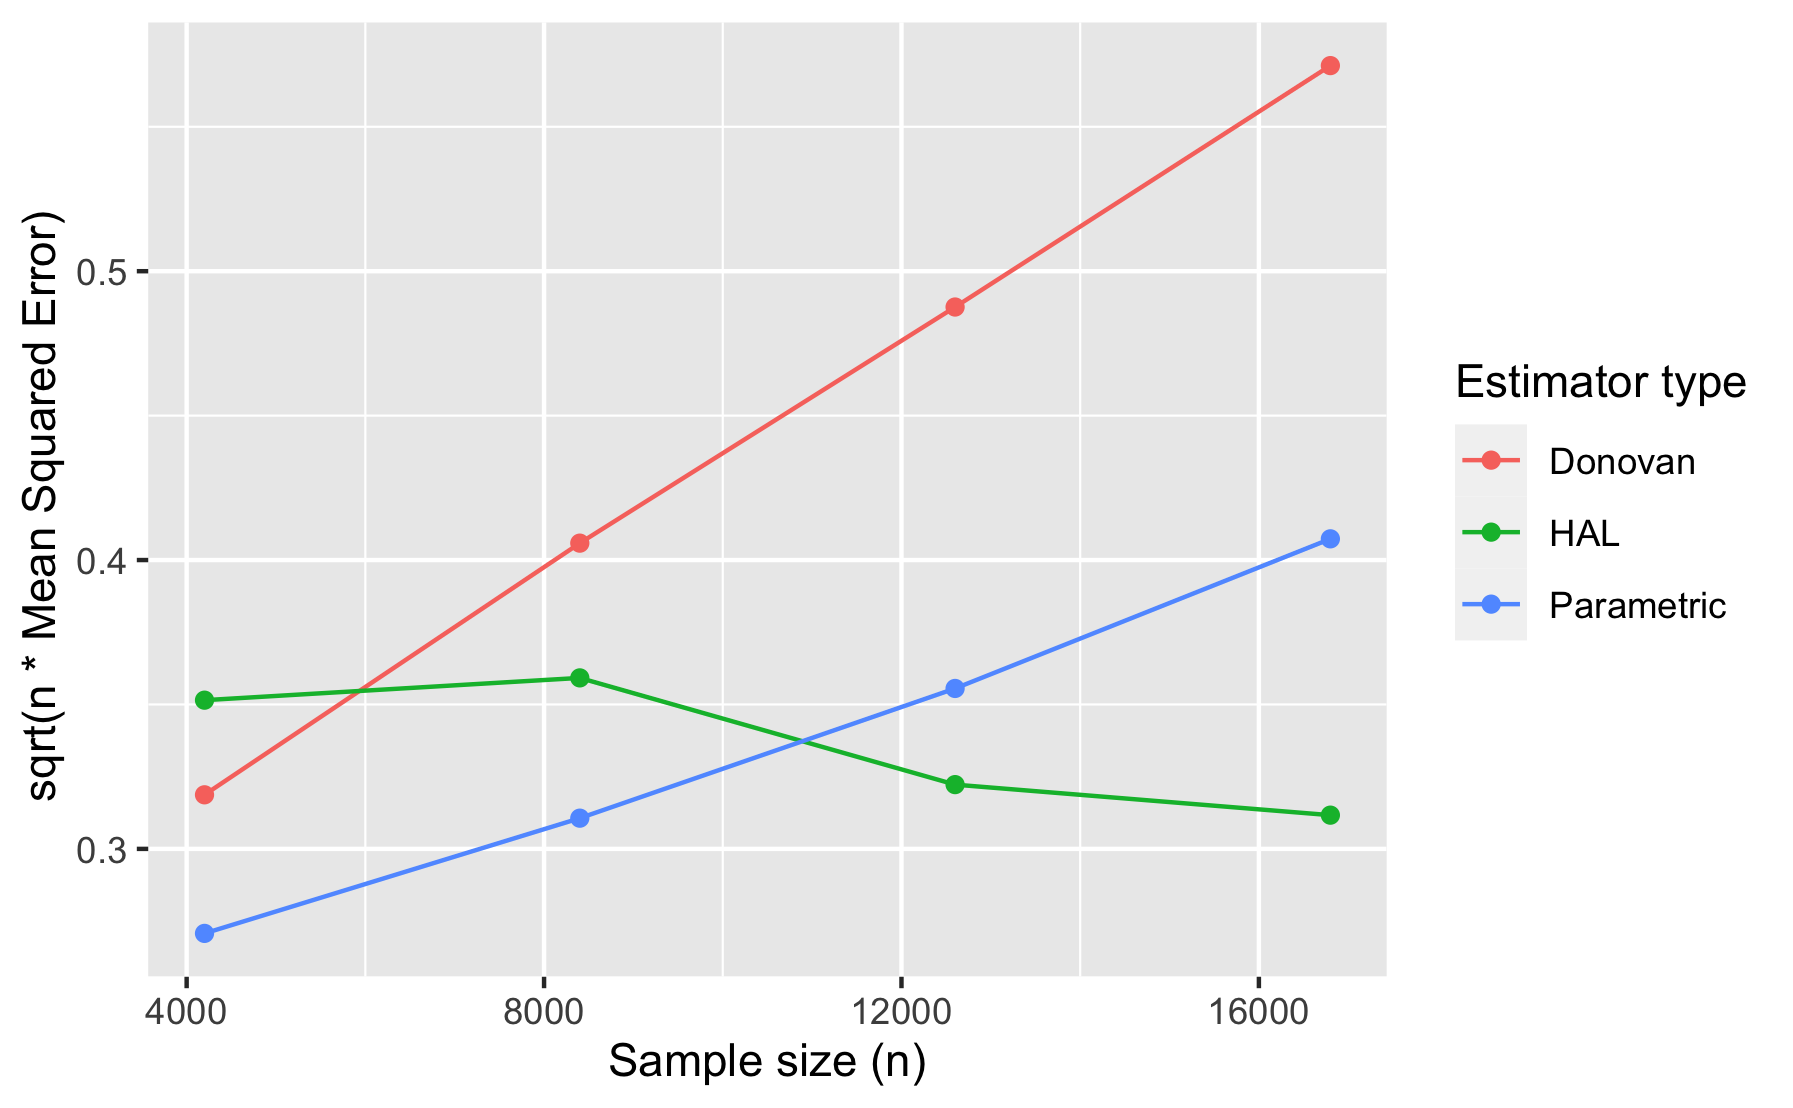 sqrt(n * Mean Squared Error)
0.5
0.4
0.3
4000 8000 12000 16000
Sample size (n)
Estimator type
Donovan
HAL
Parametric